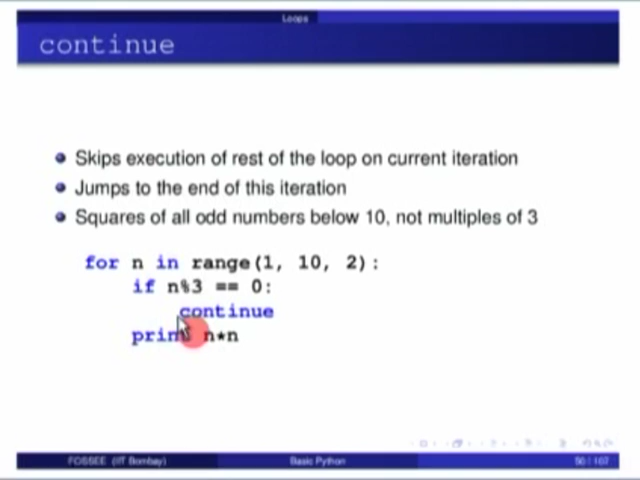 Loops
continue
Skips execution of rest of the loop on current iteration
Jumps to the end of this iteration
Squares of all odd numbers below 10, not multiples of 3
for n in range(1, 10, 2):
if n%3 == 0:
continue
print n*n
FOSSEE (IIT Bombay)
Basic Python